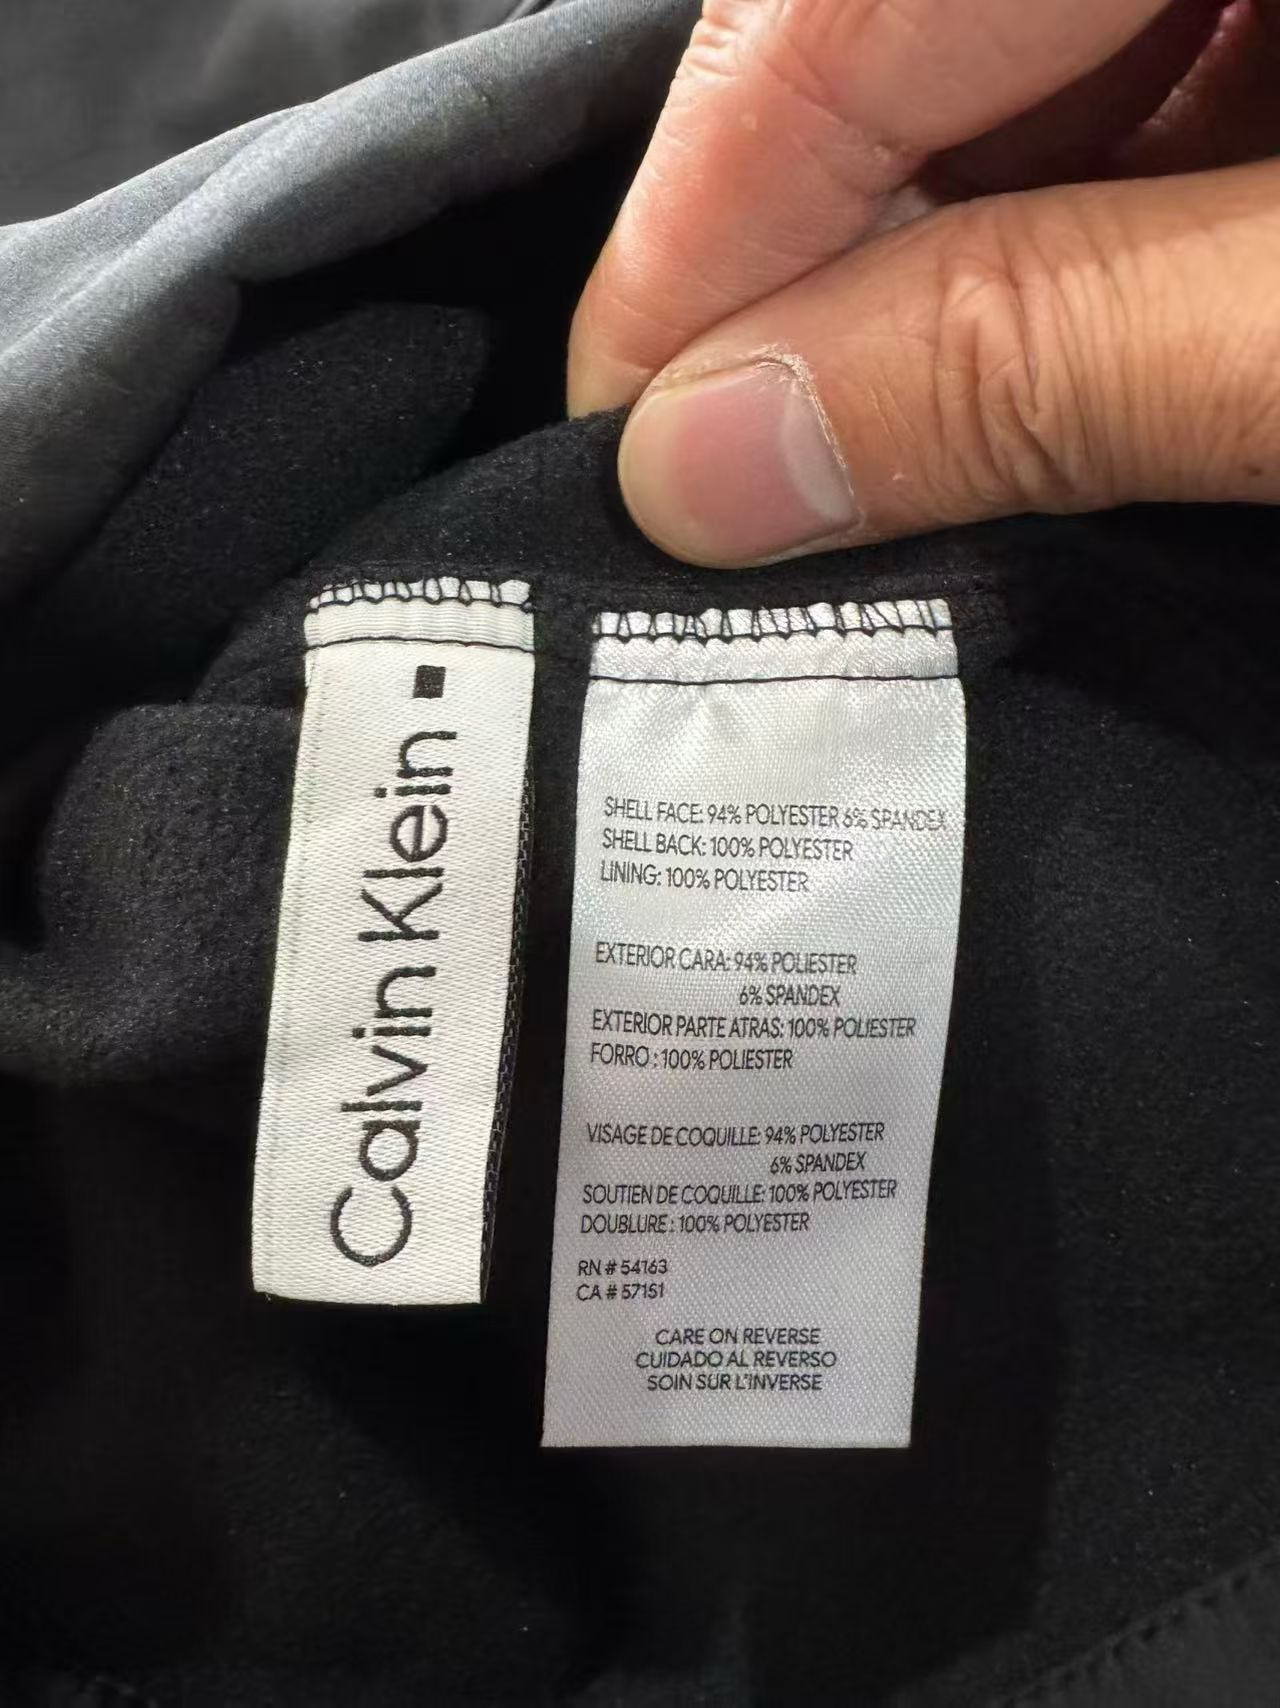 Calvin Klein
SHELL FACE: 94% POLYESTER 6% SPANDEX
SHELL BACK: 100% POLYESTER
LINING: 100% POLYESTER
EXTERIOR CARA: 94% POLIESTER
6% SPANDEX
EXTERIOR PARTE ATRAS: 100% POLIESTER
FORRO : 100% POLIESTER
VISAGE DE COQUILLE: 94% POLYESTER
6% SPANDEX
SOUTIEN DE COQUILLE: 100% POLYESTER
DOUBLURE : 100% POLYESTER
RN # 54163
CA # 57151
CARE ON REVERSE
CUIDADO AL REVERSO
SOIN SUR L'INVERSE